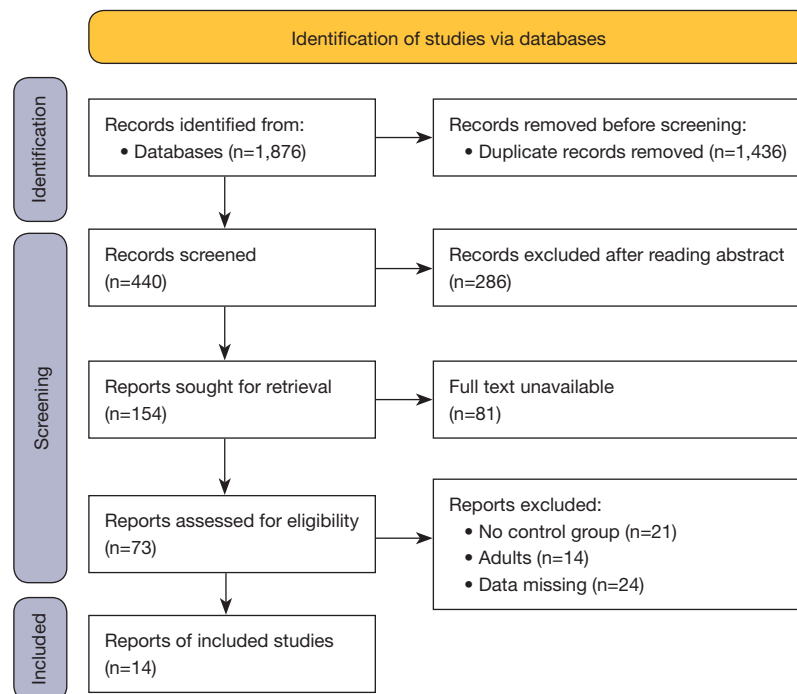 Identification of studies via databases
Identification
Records identified from:
• Databases (n=1,876)
Records removed before screening:
• Duplicate records removed (n=1,436)
Screening
Records screened
(n=440)
Records excluded after reading abstract
(n=286)
Reports sought for retrieval
(n=154)
Full text unavailable
(n=81)
Reports assessed for eligibility
(n=73)
Reports excluded:
• No control group (n=21)
• Adults (n=14)
• Data missing (n=24)
Included
Reports of included studies
(n=14)